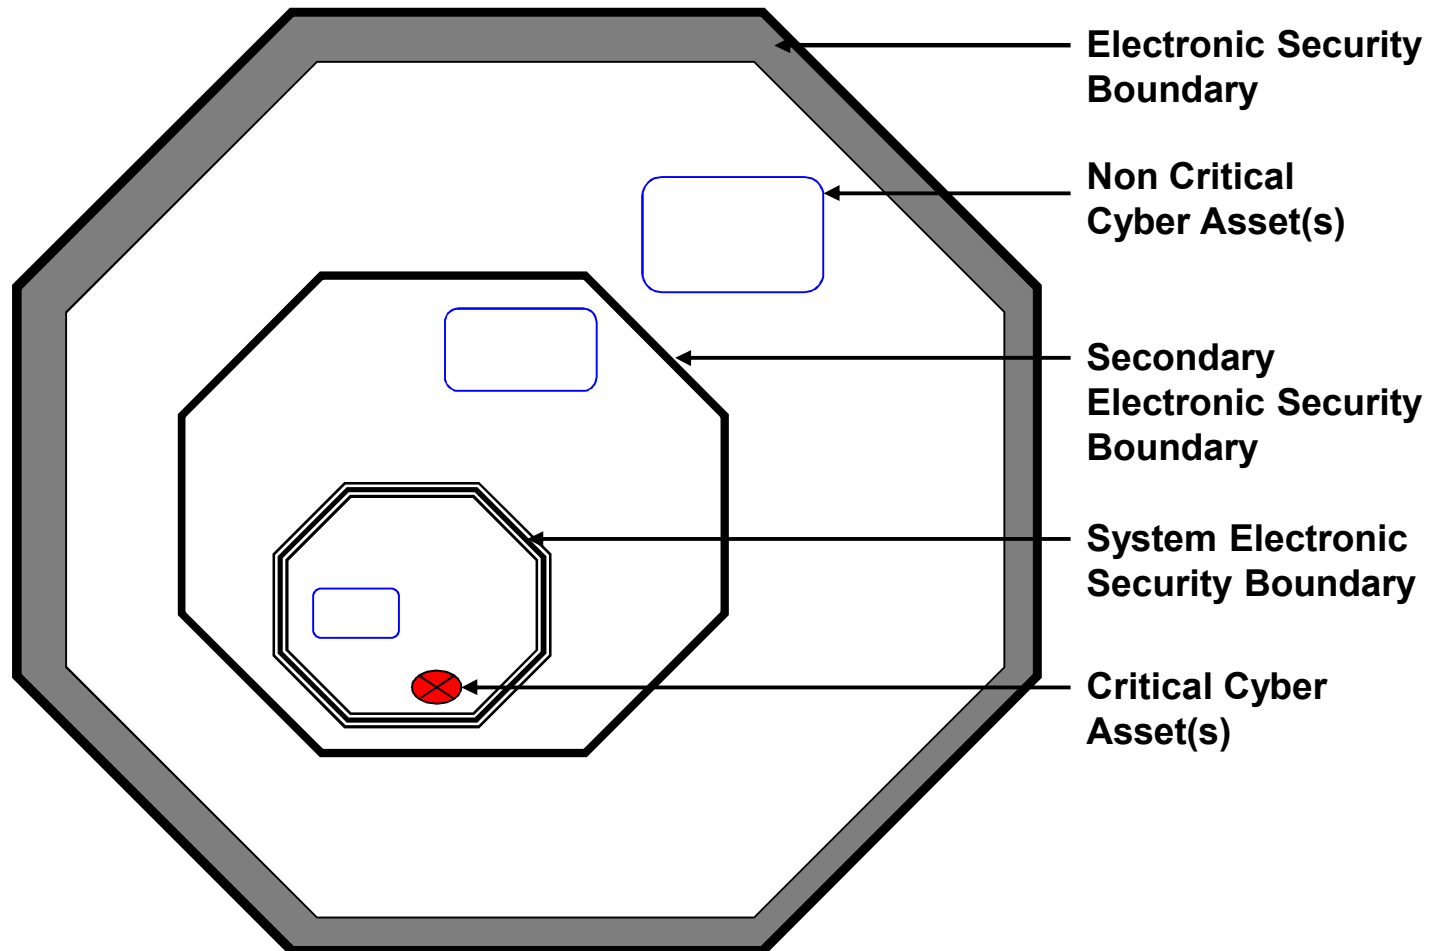 Electronic Security
Boundary
Non Critical
Cyber Asset(s)
Secondary
Electronic Security
Boundary
System Electronic
Security Boundary
Critical Cyber
Asset(s)